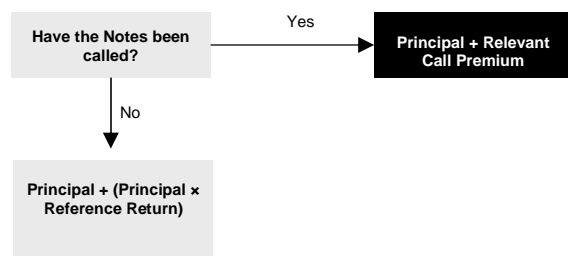 Have the Notes been
called?
Yes
Principal + Relevant
Call Premium
No
Principal + (Principal ×
Reference Return)